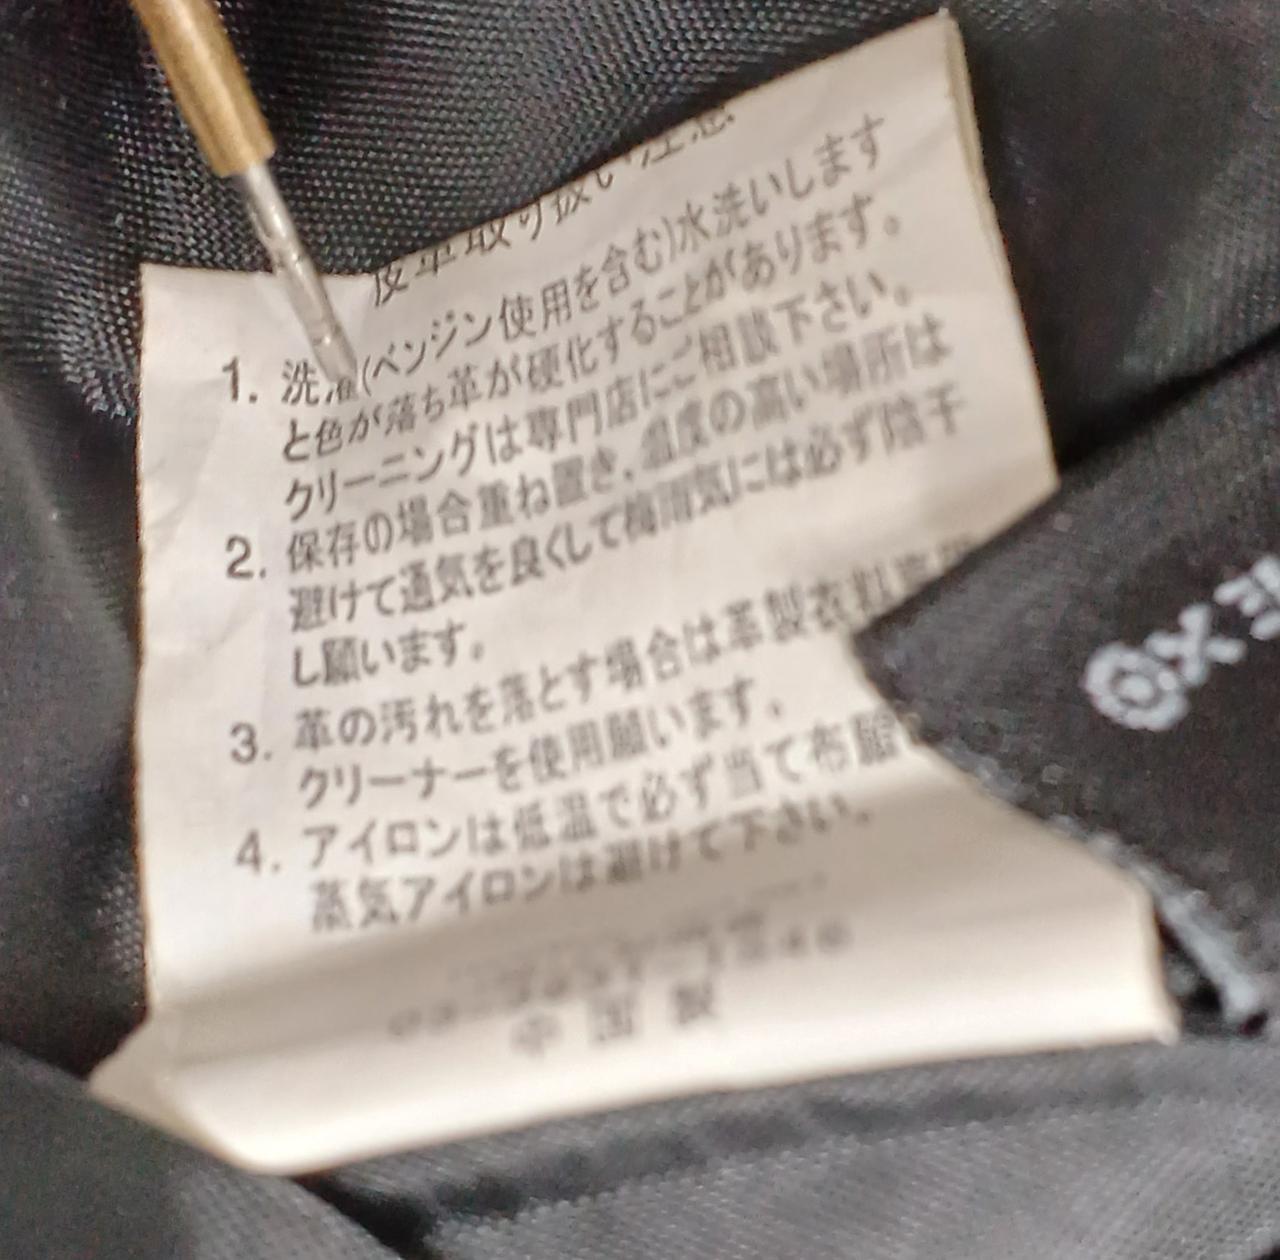 皮革取り扱い注意
1. 洗濯(ベンジン使用を含む)水洗いします
と色が落ち革が硬化することがあります。
クリーニングは専門店にご相談下さい。
2. 保存の場合重ね置き、温度の高い場所は
避けて通気を良くして梅雨気には必ず陰干
し願います。
3. 革の汚れを落とす場合は革製衣料専用
クリーナーを使用願います。
4. アイロンは低温で必ず当て布願い
蒸気アイロンは避けて下さい。
中国製